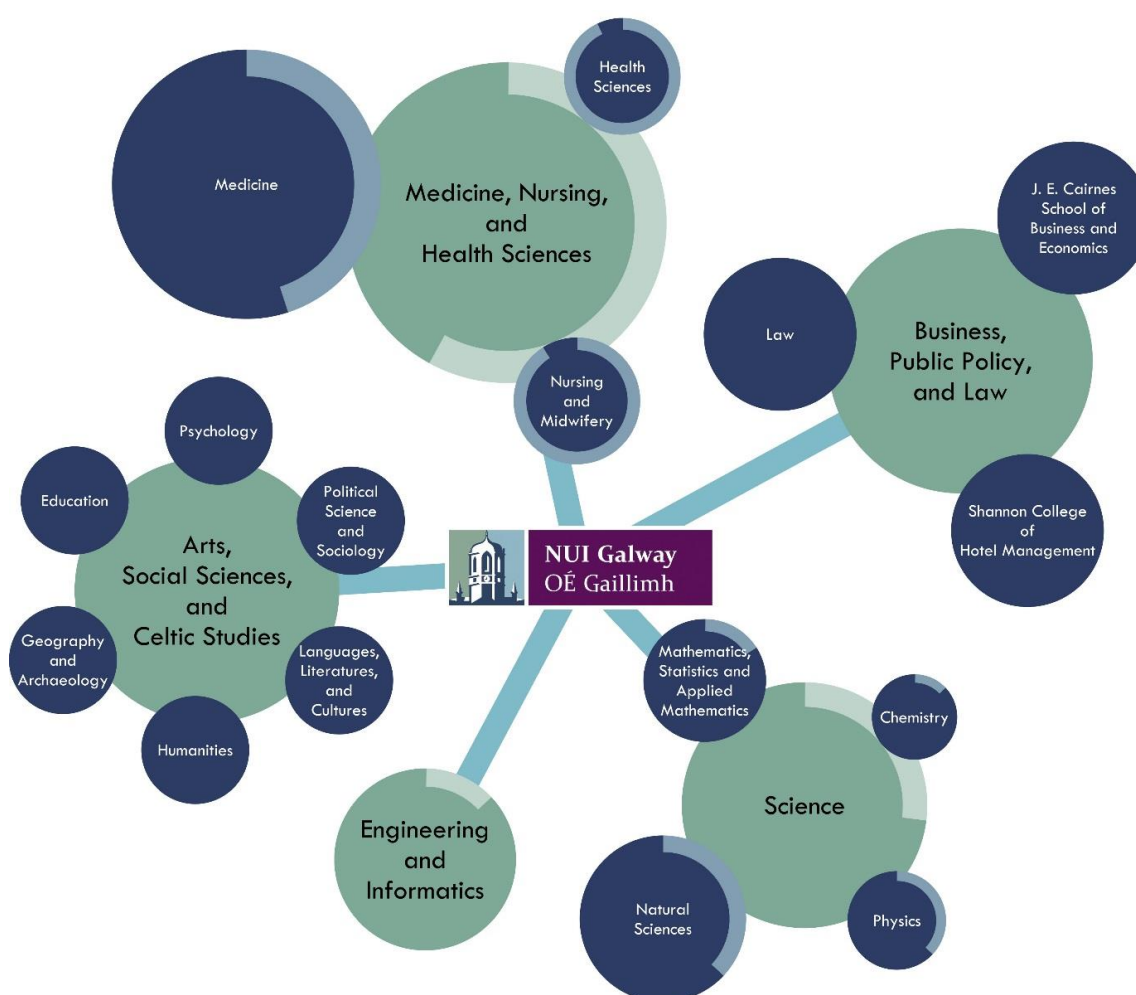 Health
Sciences
Medicine
Medicine, Nursing,
and
Health Sciences
Nursing
and
Midwifery
J. E. Cairnes
School of
Business and
Economics
Law
Business,
Public Policy,
and Law
Shannon College
of
Hotel Management
Psychology
Education
Political
Science
and
Sociology
Arts,
Social Sciences,
and
Celtic Studies
Geography
and
Archaeology
Languages,
Literatures,
and
Cultures
Humanities
NUI Galway
OÉ Gaillimh
Mathematics,
Statistics and
Applied
Mathematics
Chemistry
Science
Natural
Sciences
Physics
Engineering
and
Informatics